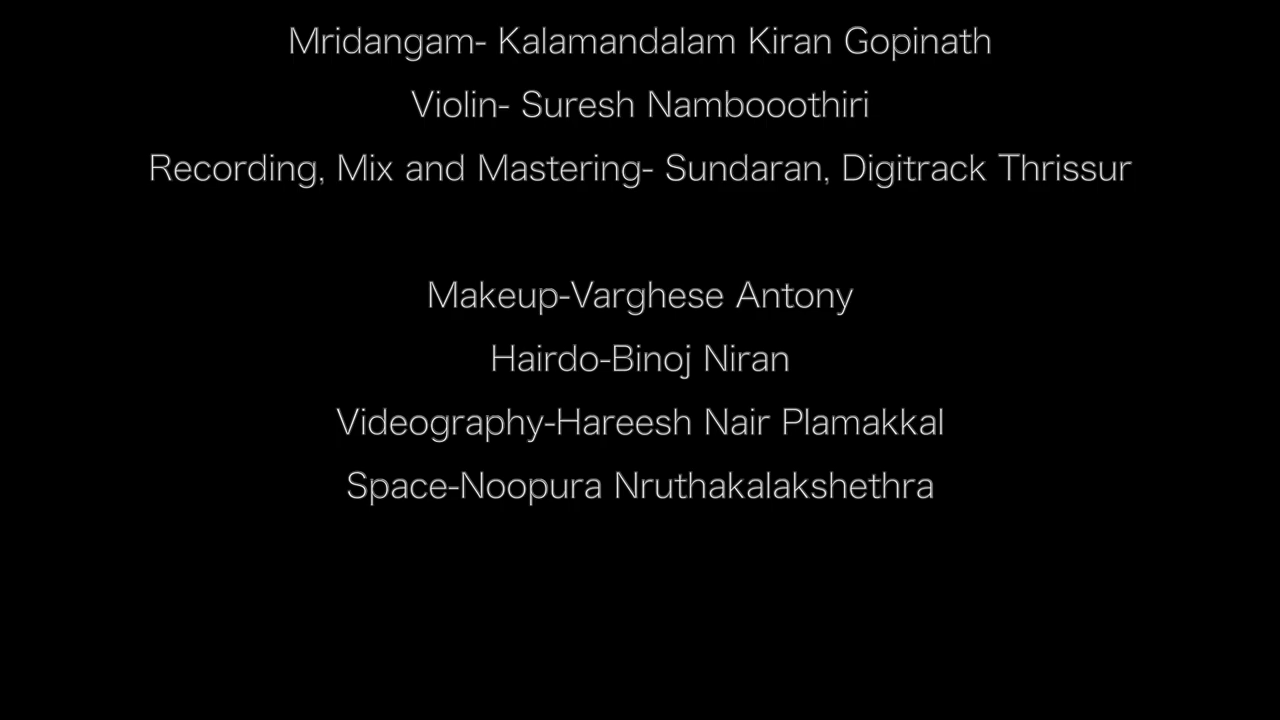 Mridangam- Kalamandalam Kiran Gopinath
Violin- Suresh Nambooothiri
Recording, Mix and Mastering- Sundaran, Digitrack Thrissur
Makeup-Varghese Antony
Hairdo-Binoj Niran
Videography-Hareesh Nair Plamakkal
Space-Noopura Nruthakalakshethra